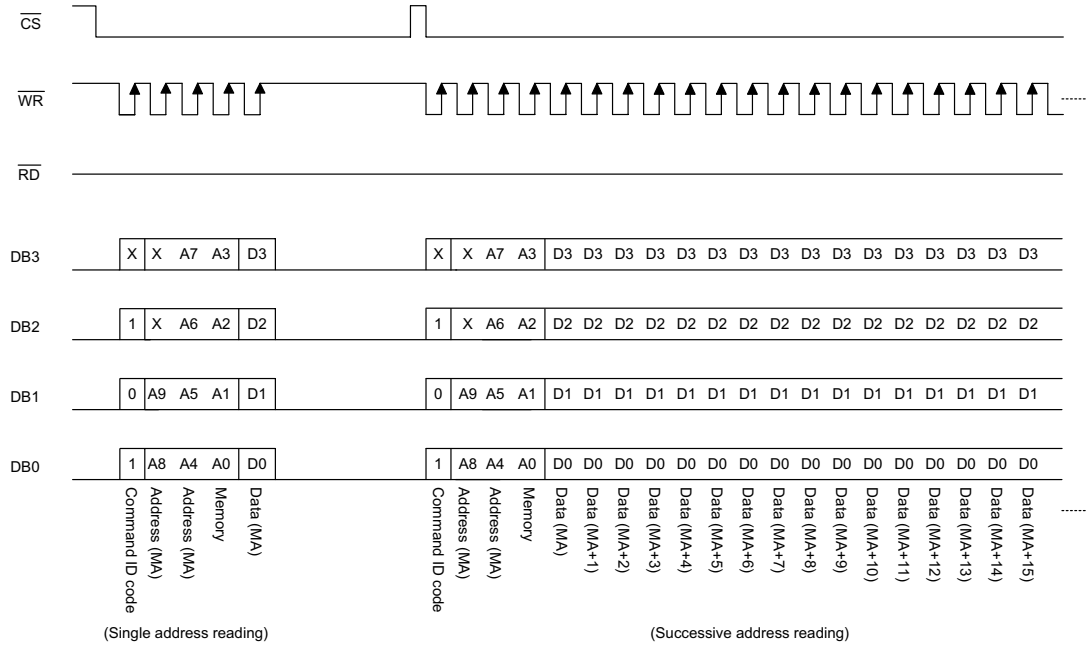 CS
WR
RD
DB3 X X A7 A3 D3 X X A7 A3 D3 D3 D3 D3 D3 D3 D3 D3 D3 D3 D3 D3 D3 D3 D3 D3
DB2 1 X A6 A2 D2 1 X A6 A2 D2 D2 D2 D2 D2 D2 D2 D2 D2 D2 D2 D2 D2 D2 D2 D2
DB1 0 A9 A5 A1 D1 0 A9 A5 A1 D1 D1 D1 D1 D1 D1 D1 D1 D1 D1 D1 D1 D1 D1 D1 D1
DB0 1 A8 A4 A0 D0 1 A8 A4 A0 D0 D0 D0 D0 D0 D0 D0 D0 D0 D0 D0 D0 D0 D0 D0 D0
Command ID code
Address (MA)
Address (MA)
Memory
Data (MA)
Command ID code
Address (MA)
Address (MA)
Memory
Data (MA)
Data (MA+1)
Data (MA+2)
Data (MA+3)
Data (MA+4)
Data (MA+5)
Data (MA+6)
Data (MA+7)
Data (MA+8)
Data (MA+9)
Data (MA+10)
Data (MA+11)
Data (MA+12)
Data (MA+13)
Data (MA+14)
Data (MA+15)
(Single address reading)
(Successive address reading)